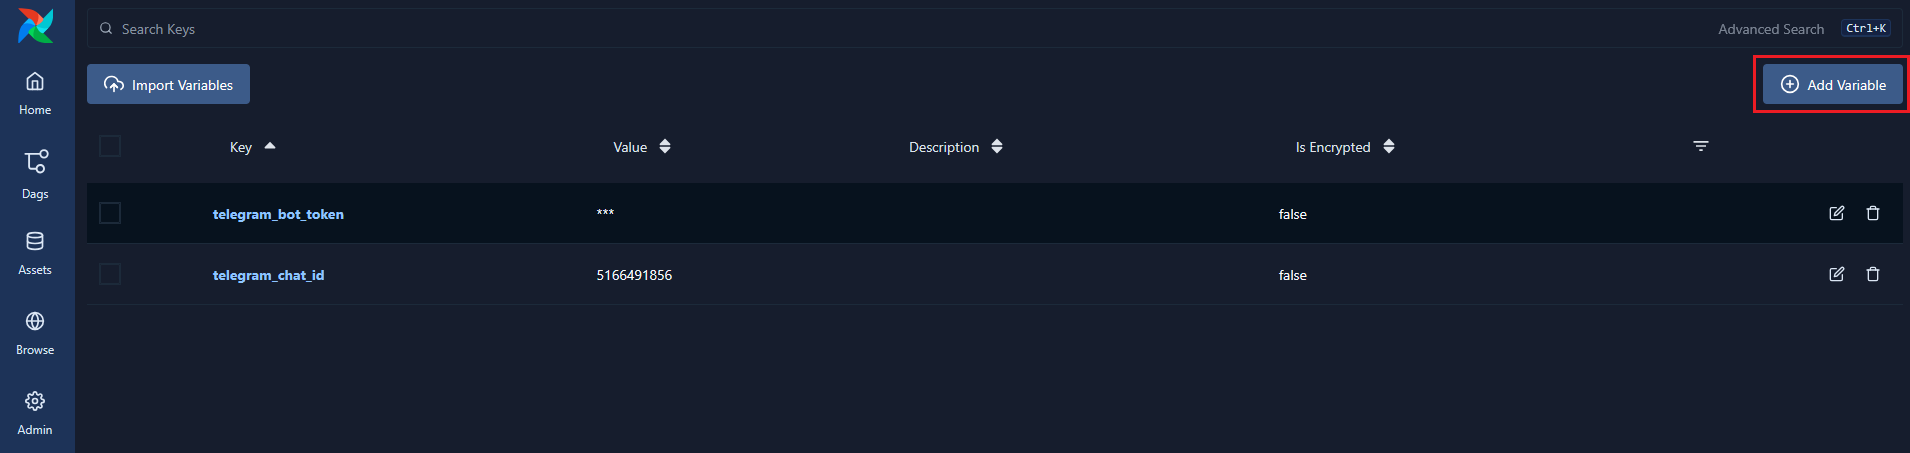 Search Keys Advanced Search Ctrl+K
Import Variables Add Variable
Home
Key Value Description Is Encrypted
Dags
telegram_bot_token *** false
Assets
telegram_chat_id 5166491856 false
Browse
Admin